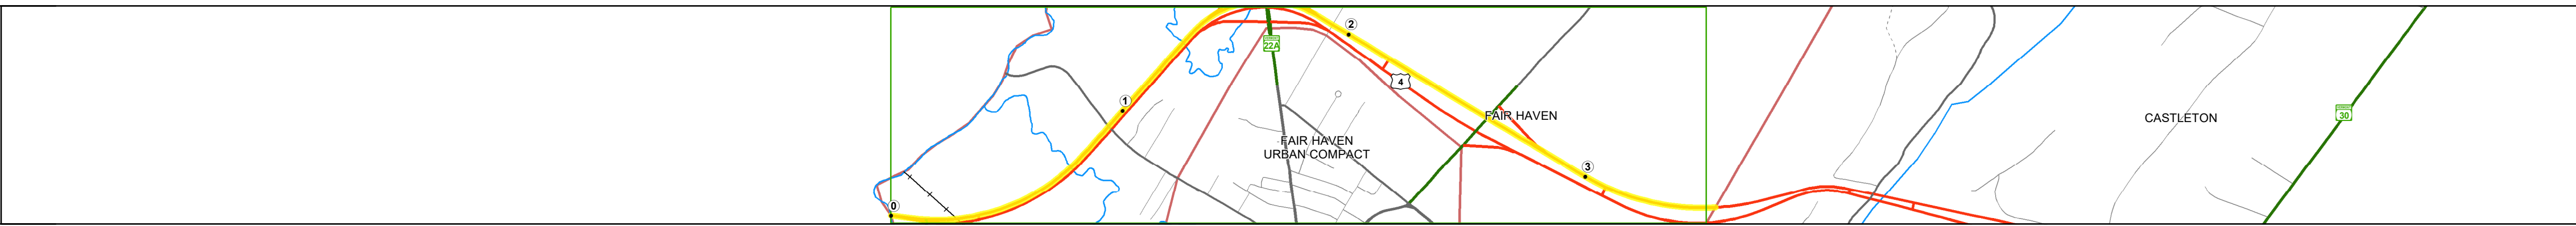 2
22A
4
1
FAIR HAVEN
30
CASTLETON
FAIR HAVEN
URBAN COMPACT
3
0